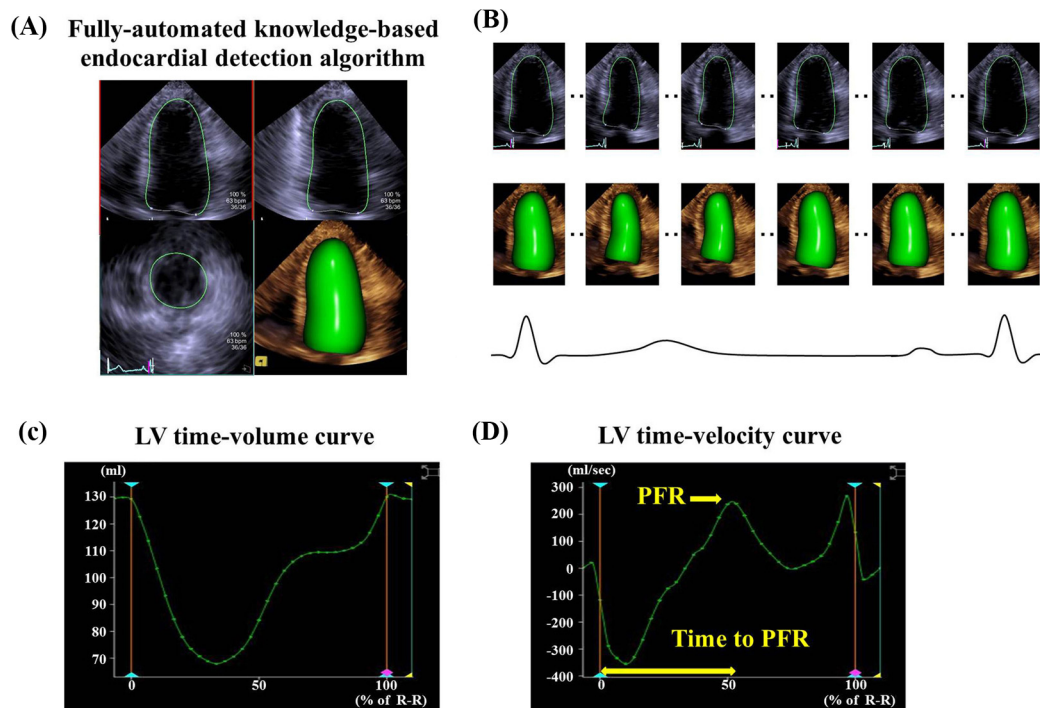 (A) Fully-automated knowledge-based
endocardial detection algorithm
100 %
63 bpm
36/36
100 %
63 bpm
36/36
100 %
63 bpm
36/36
(B)
(c) LV time-volume curve
(ml)
130
120
110
100
90
80
70
0 50 100
(% of R-R)
(D) LV time-velocity curve
(ml/sec)
300
200
100
0
-100
-200
-300
-400
PFR
Time to PFR
0 50 100
(% of R-R)